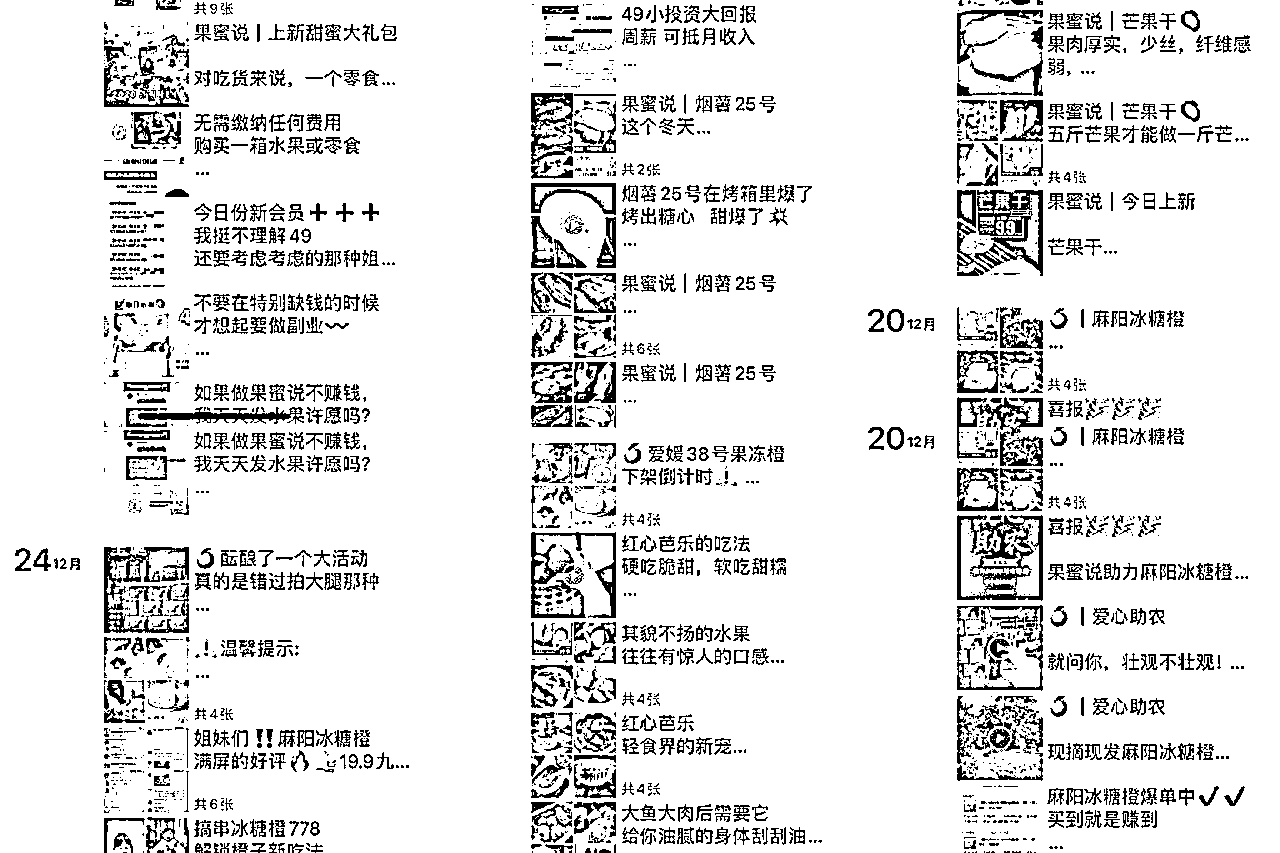 共9张
果蜜说 | 上新甜蜜大礼包
对吃货来说，一个零食...
无需缴纳任何费用
购买一箱水果或零食
...
今日份新会员＋＋＋
我挺不理解49
还要考虑考虑的那种姐...
不要在特别缺钱的时候
才想起要做副业〰
...
如果做果蜜说不赚钱，
我天天发水果许愿吗？
如果做果蜜说不赚钱，
我天天发水果许愿吗？
...
24 12月
酝酿了一个大活动
真的是错过拍大腿那种
...
温馨提示：
...
共4张
姐妹们‼麻阳冰糖橙
满屏的好评 19.9九...
共6张
摘串冰糖橙778
解锁橙子新吃法
49小投资大回报
周薪 可抵月收入
...
果蜜说 | 烟薯25号
这个冬天...
共2张
烟薯25号在烤箱里爆了
烤出糖心 甜爆了
...
果蜜说 | 烟薯25号
...
共6张
果蜜说 | 烟薯25号
...
爱媛38号果冻橙
下架倒计时 ...
共4张
红心芭乐的吃法
硬吃脆甜，软吃甜糯
...
其貌不扬的水果
往往有惊人的口感...
共4张
红心芭乐
轻食界的新宠...
共4张
大鱼大肉后需要它
给你油腻的身体刮刮油...
果蜜说 | 芒果干
果肉厚实，少丝，纤维感
弱，...
果蜜说 | 芒果干
五斤芒果才能做一斤芒...
共4张
芒果干
99
果蜜说 | 今日上新
芒果干...
20 12月
| 麻阳冰糖橙
...
共4张
喜报
20 12月
| 麻阳冰糖橙
...
共4张
喜报
助农
果蜜说助力麻阳冰糖橙...
| 爱心助农
就问你，壮观不壮观！...
| 爱心助农
现摘现发麻阳冰糖橙...
麻阳冰糖橙爆单中✓✓
买到就是赚到
...